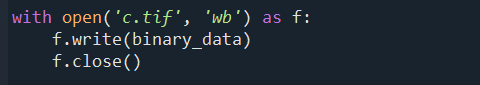 with open('c.tif', 'wb') as f:
    f.write(binary_data)
    f.close()